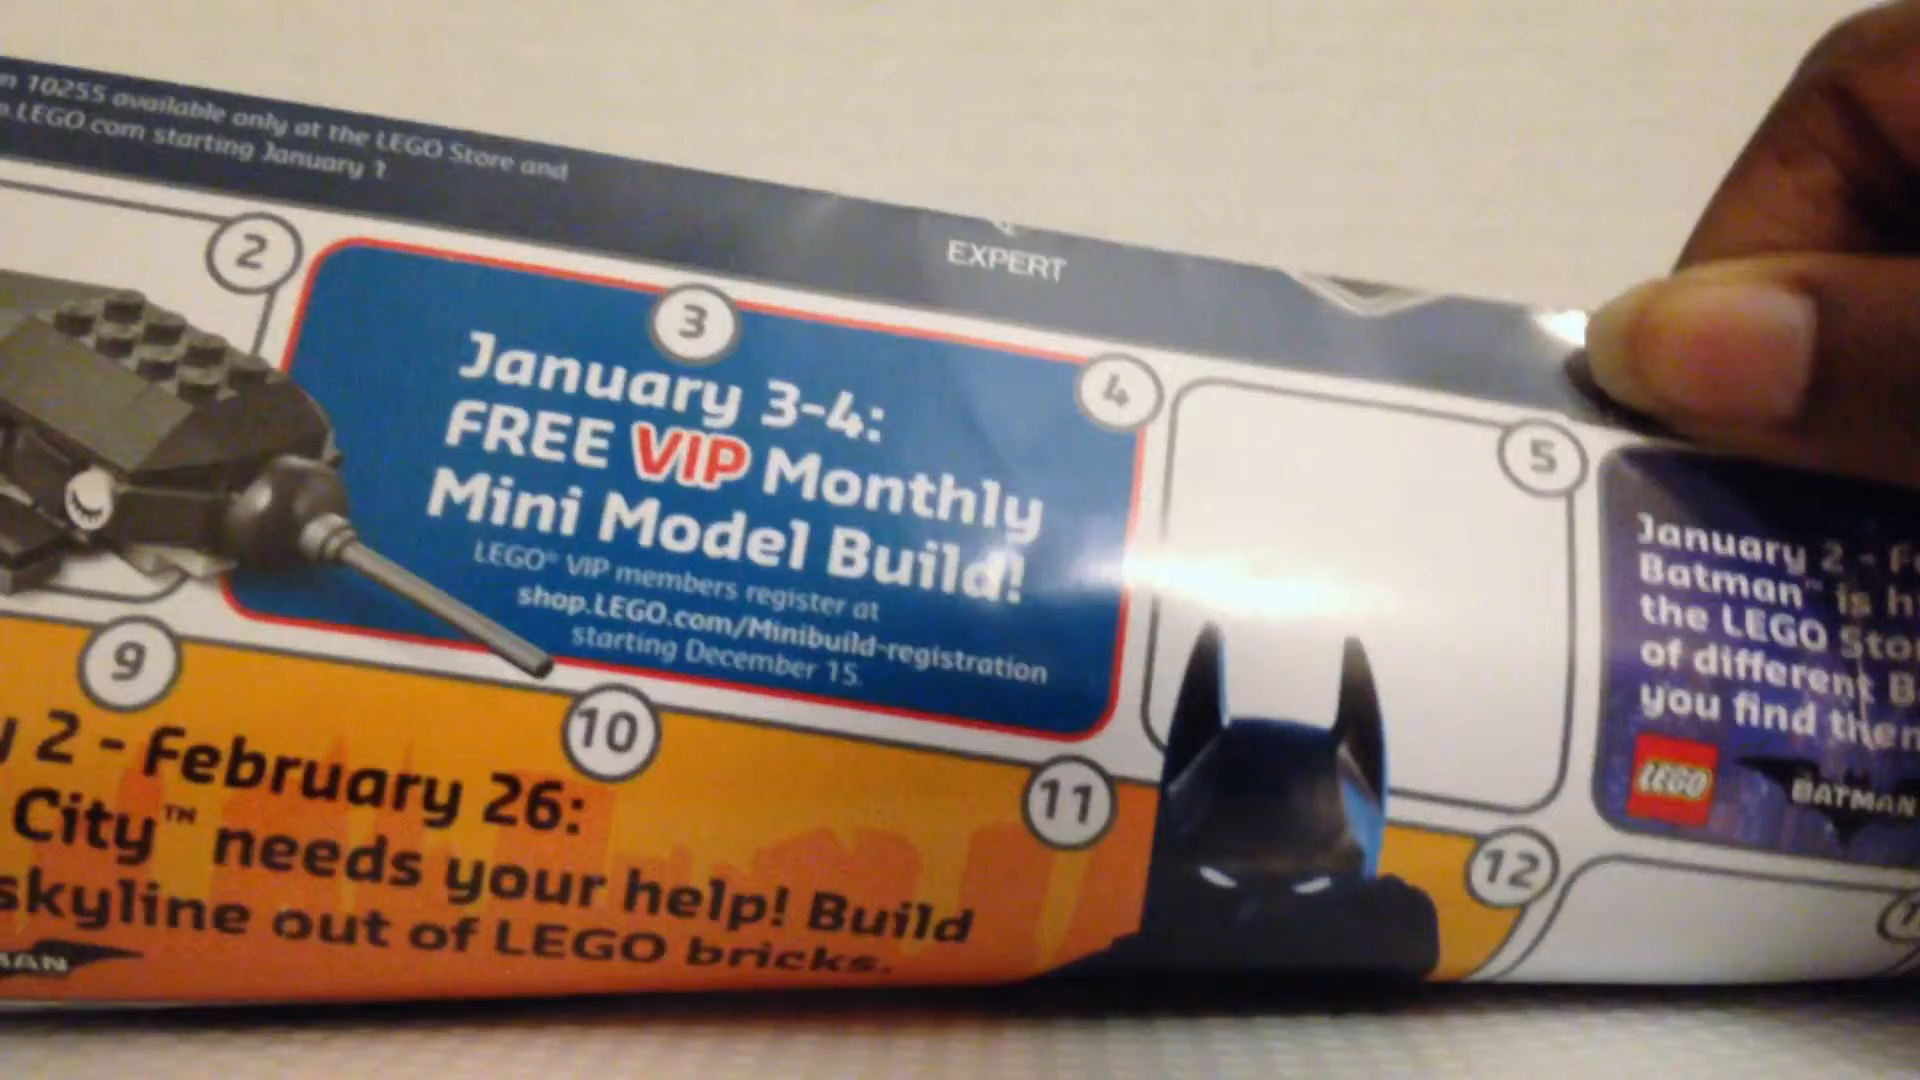 10255 available only at the LEGO Store and
LEGO.com starting January 1
EXPERT
2
3
4
5
January 3-4:
FREE VIP Monthly
Mini Model Build!
LEGO® VIP members register at
shop.LEGO.com/Minibuild-registration
starting December 15.
January 2 -
Batman™ is
the LEGO
of different
you find
LEGO
BATMAN
9
10
11
12
2 - February 26:
City™ needs your help! Build
skyline out of LEGO bricks.